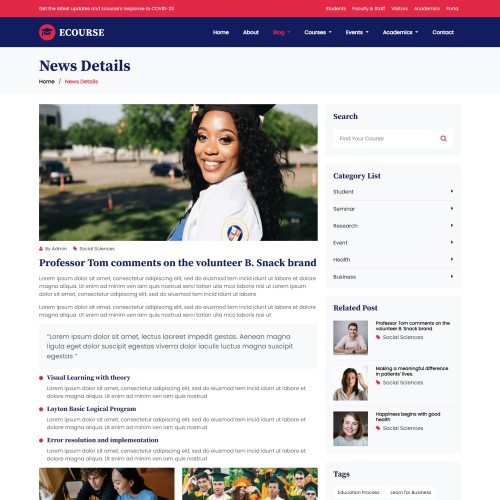 Get the latest updates and Ecourse's response to COVID-23
Students Faculty & Staff Visitors Academics Porta
ECOURSE
Home About Blog Courses Events Academics Contact
News Details
Home / News Details
By Admin Social Sciences
Professor Tom comments on the volunteer B. Snack brand
Lorem ipsum dolor sit amet, consectetur adipiscing elit, sed do eiusmod tem incid idunt ut labore et dolore
magna aliqua. Ut enim ad minim ven iam quis nostrud xerci tation ulla mco laboris nisi ut Lorem ipsum
dolor sit amet, consectetur adipiscing elit, sed do eiusmod tem incid idunt ut labore
Lorem ipsum dolor sit amet, consectetur adipiscing elit, sed do eiusmod tem incid idunt ut labore et dolore
magna aliqua. Ut enim ad minim ven iam quis nostrud xerci tation ulla mco laboris nisi ut
"Lorem ipsum dolor sit amet, lectus laoreet impedit gestas. Aenean magna
ligula eget dolor suscipit egestas viverra dolor iaculis luctus magna suscipit
egestas "
Visual Learning with theory
Lorem ipsum dolor sit amet, consectetur adipiscing elit, sed do eiusmod tem incid idunt ut labore et
dolore magna aliqua. Ut enim ad minim ven iam quis nostrud
Layton Basic Logical Program
Lorem ipsum dolor sit amet, consectetur adipiscing elit, sed do eiusmod tem incid idunt ut labore et
dolore magna aliqua. Ut enim ad minim ven iam quis nostrud
Error resolution and implementation
Lorem ipsum dolor sit amet, consectetur adipiscing elit, sed do eiusmod tem incid idunt ut labore et
dolore magna aliqua. Ut enim ad minim ven iam quis nostrud
Search
Find Your Course
Category List
Student
Seminar
Research
Event
Health
Business
Related Post
Professor Tom comments on the
volunteer B. Snack brand
Social Sciences
Making a meaningful difference
in patients' lives.
Social Sciences
Happiness begins with good
health
Social Sciences
Tags
Education Process Learn for Business